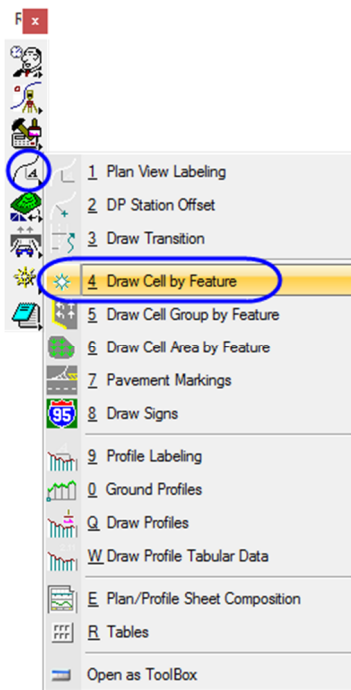 R
x
A
1 Plan View Labeling
2 DP Station Offset
3 Draw Transition
4 Draw Cell by Feature
5 Draw Cell Group by Feature
6 Draw Cell Area by Feature
7 Pavement Markings
95 8 Draw Signs
9 Profile Labeling
0 Ground Profiles
Q Draw Profiles
W Draw Profile Tabular Data
E Plan/Profile Sheet Composition
R Tables
Open as ToolBox